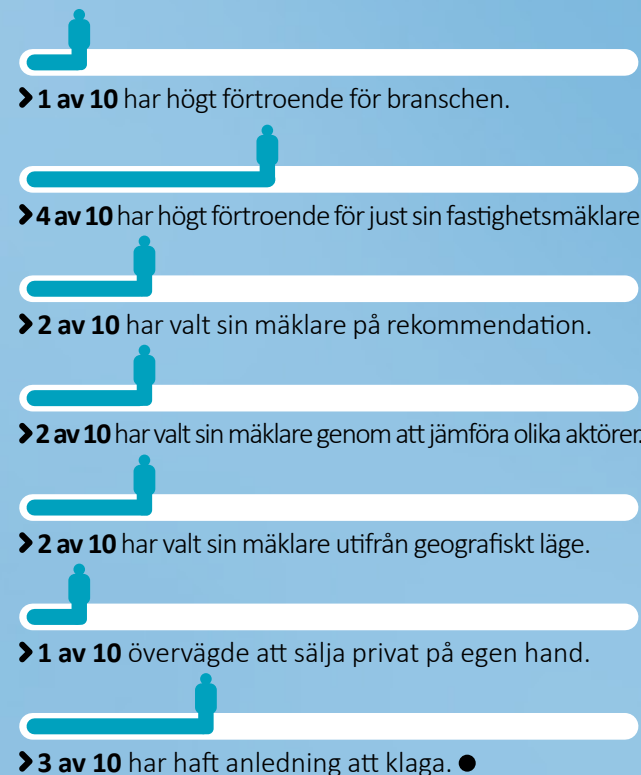 1 av 10 har högt förtroende för branschen.
4 av 10 har högt förtroende för just sin fastighetsmäklare
2 av 10 har valt sin mäklare på rekommendation.
2 av 10 har valt sin mäklare genom att jämföra olika aktörer.
2 av 10 har valt sin mäklare utifrån geografiskt läge.
1 av 10 övervägde att sälja privat på egen hand.
3 av 10 har haft anledning att klaga. ●